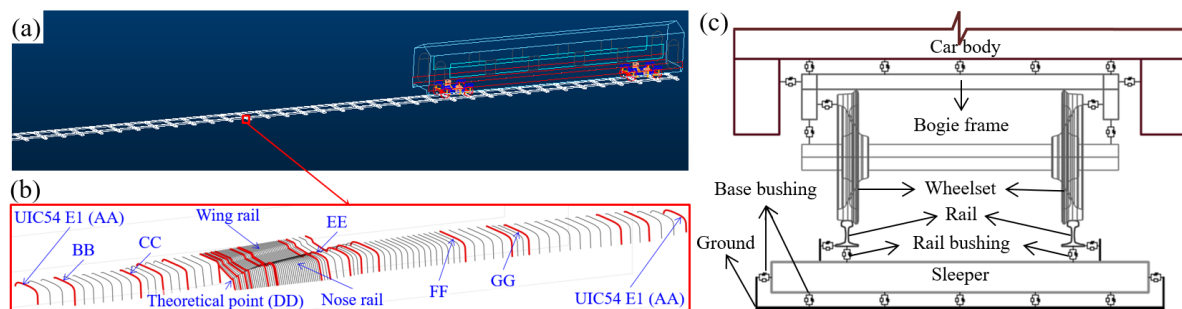 (a)
(b)
UIC54 E1 (AA)
BB
CC
Wing rail
EE
Theoretical point (DD)
Nose rail
FF
GG
UIC54 E1 (AA)
(c)
Car body
Bogie frame
Base bushing
Wheelset
Rail
Ground
Rail bushing
Sleeper